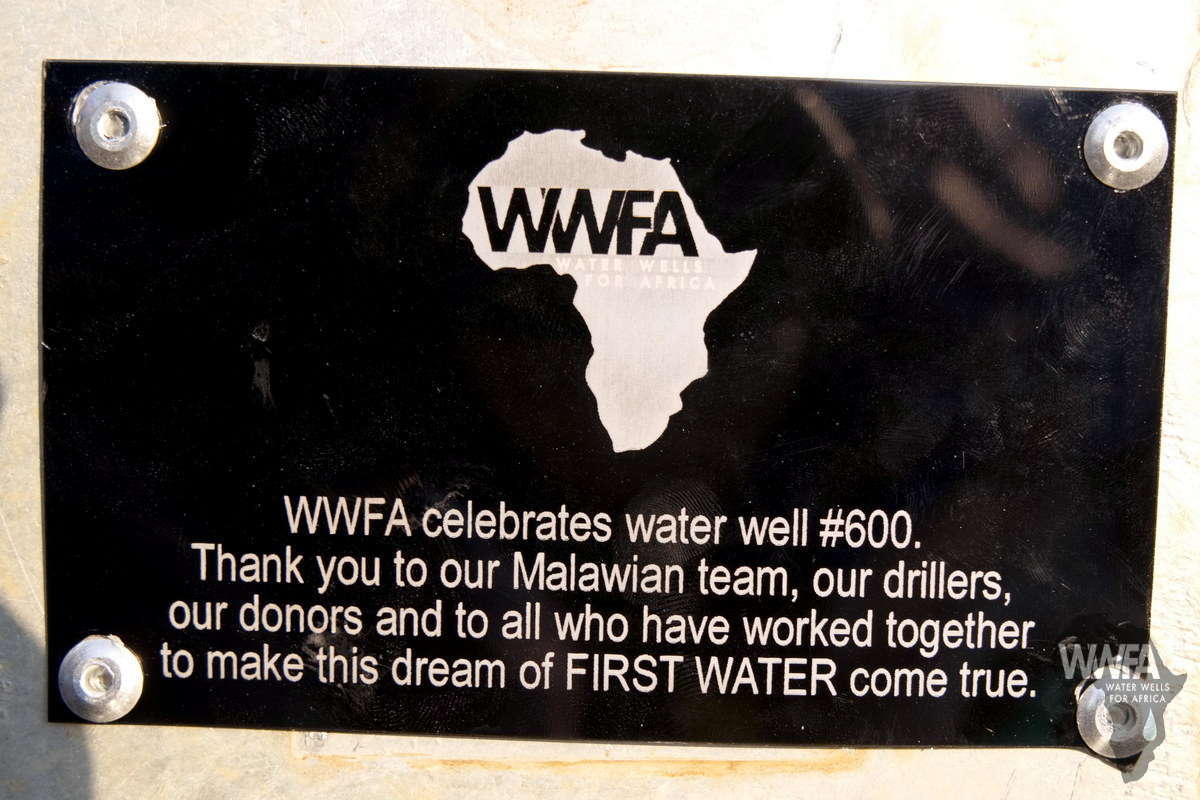 WWFA
WATER WELLS
FOR AFRICA
WWFA celebrates water well #600.
Thank you to our Malawian team, our drillers,
our donors and to all who have worked together
to make this dream of FIRST WATER come true.
WWFA
WATER WELLS
FOR AFRICA